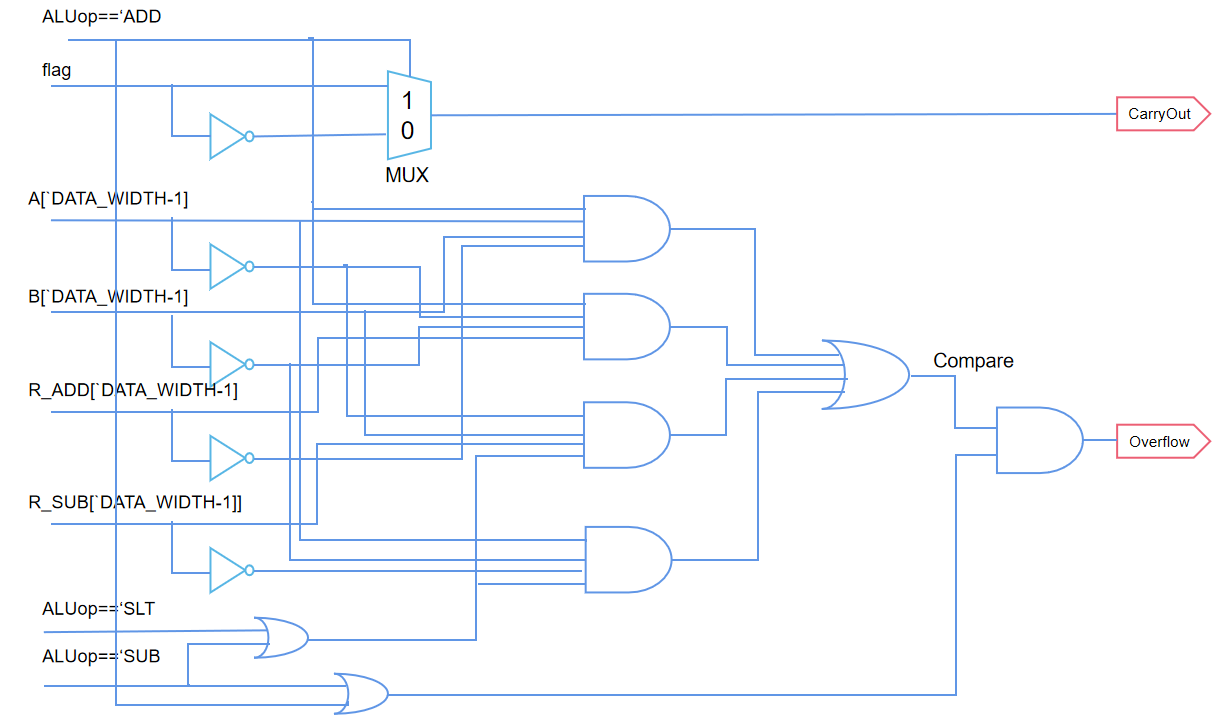 ALUop==‘ADD
flag
1
0
MUX
CarryOut
A[`DATA_WIDTH-1]
B[`DATA_WIDTH-1]
Compare
R_ADD[`DATA_WIDTH-1]
Overflow
R_SUB[`DATA_WIDTH-1]]
ALUop==‘SLT
ALUop==‘SUB